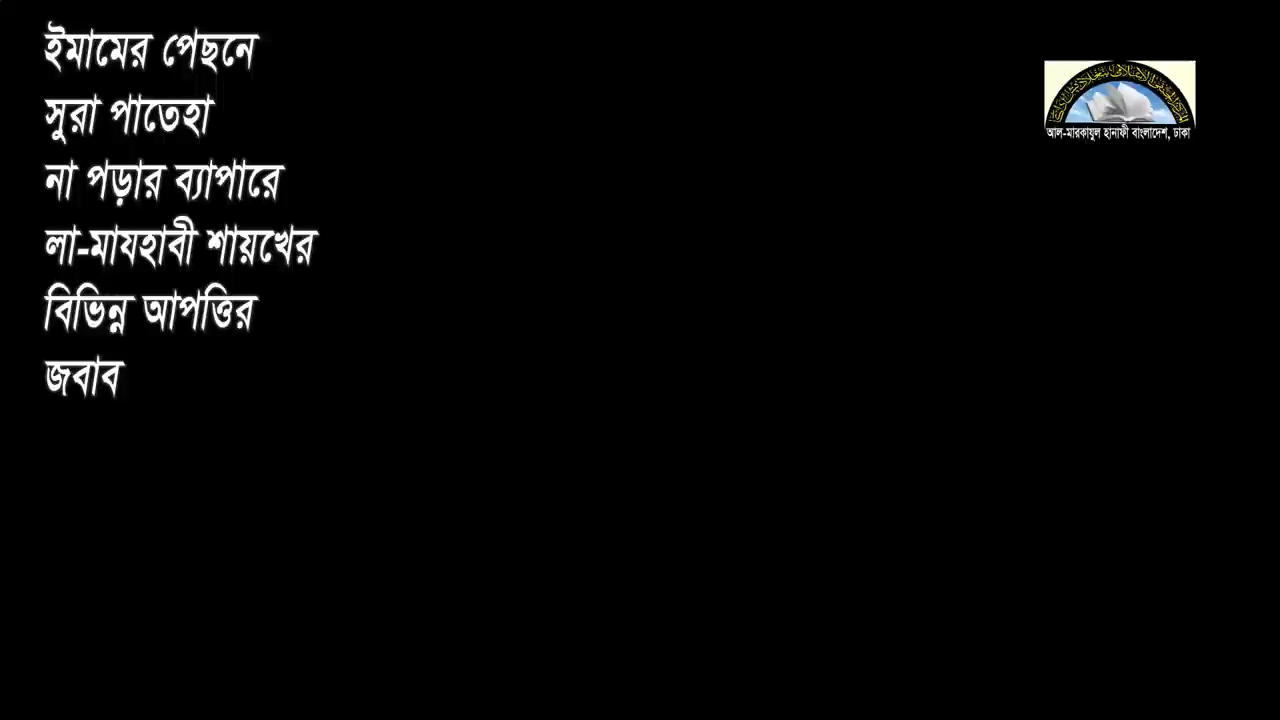 ইমামের পেছনে
সুরা পাতেহা
না পড়ার ব্যাপারে
লা-মাযহাবী শায়খের
বিভিন্ন আপত্তির
জবাব
আল-মারকাযুল হানাফী বাংলাদেশ, ঢাকা